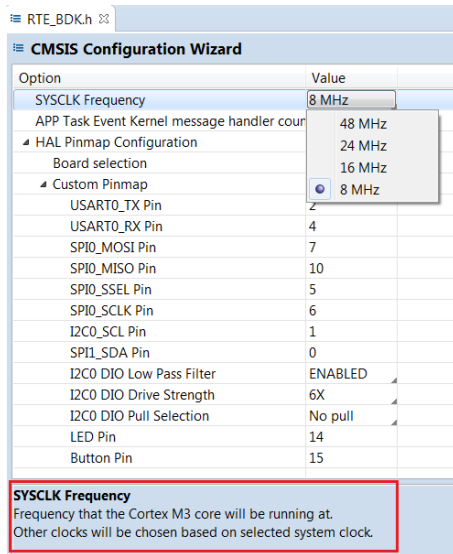 RTE_BDK.h
CMSIS Configuration Wizard
Option Value
SYSCLK Frequency 8 MHz
APP Task Event Kernel message handler coun
48 MHz
24 MHz
16 MHz
8 MHz
HAL Pinmap Configuration
Board selection
Custom Pinmap
USART0_TX Pin 2
USART0_RX Pin 4
SPI0_MOSI Pin 7
SPI0_MISO Pin 10
SPI0_SSEL Pin 5
SPI0_SCLK Pin 6
I2C0_SCL Pin 1
SPI1_SDA Pin 0
I2C0 DIO Low Pass Filter ENABLED
I2C0 DIO Drive Strength 6X
I2C0 DIO Pull Selection No pull
LED Pin 14
Button Pin 15
SYSCLK Frequency
Frequency that the Cortex M3 core will be running at.
Other clocks will be chosen based on selected system clock.